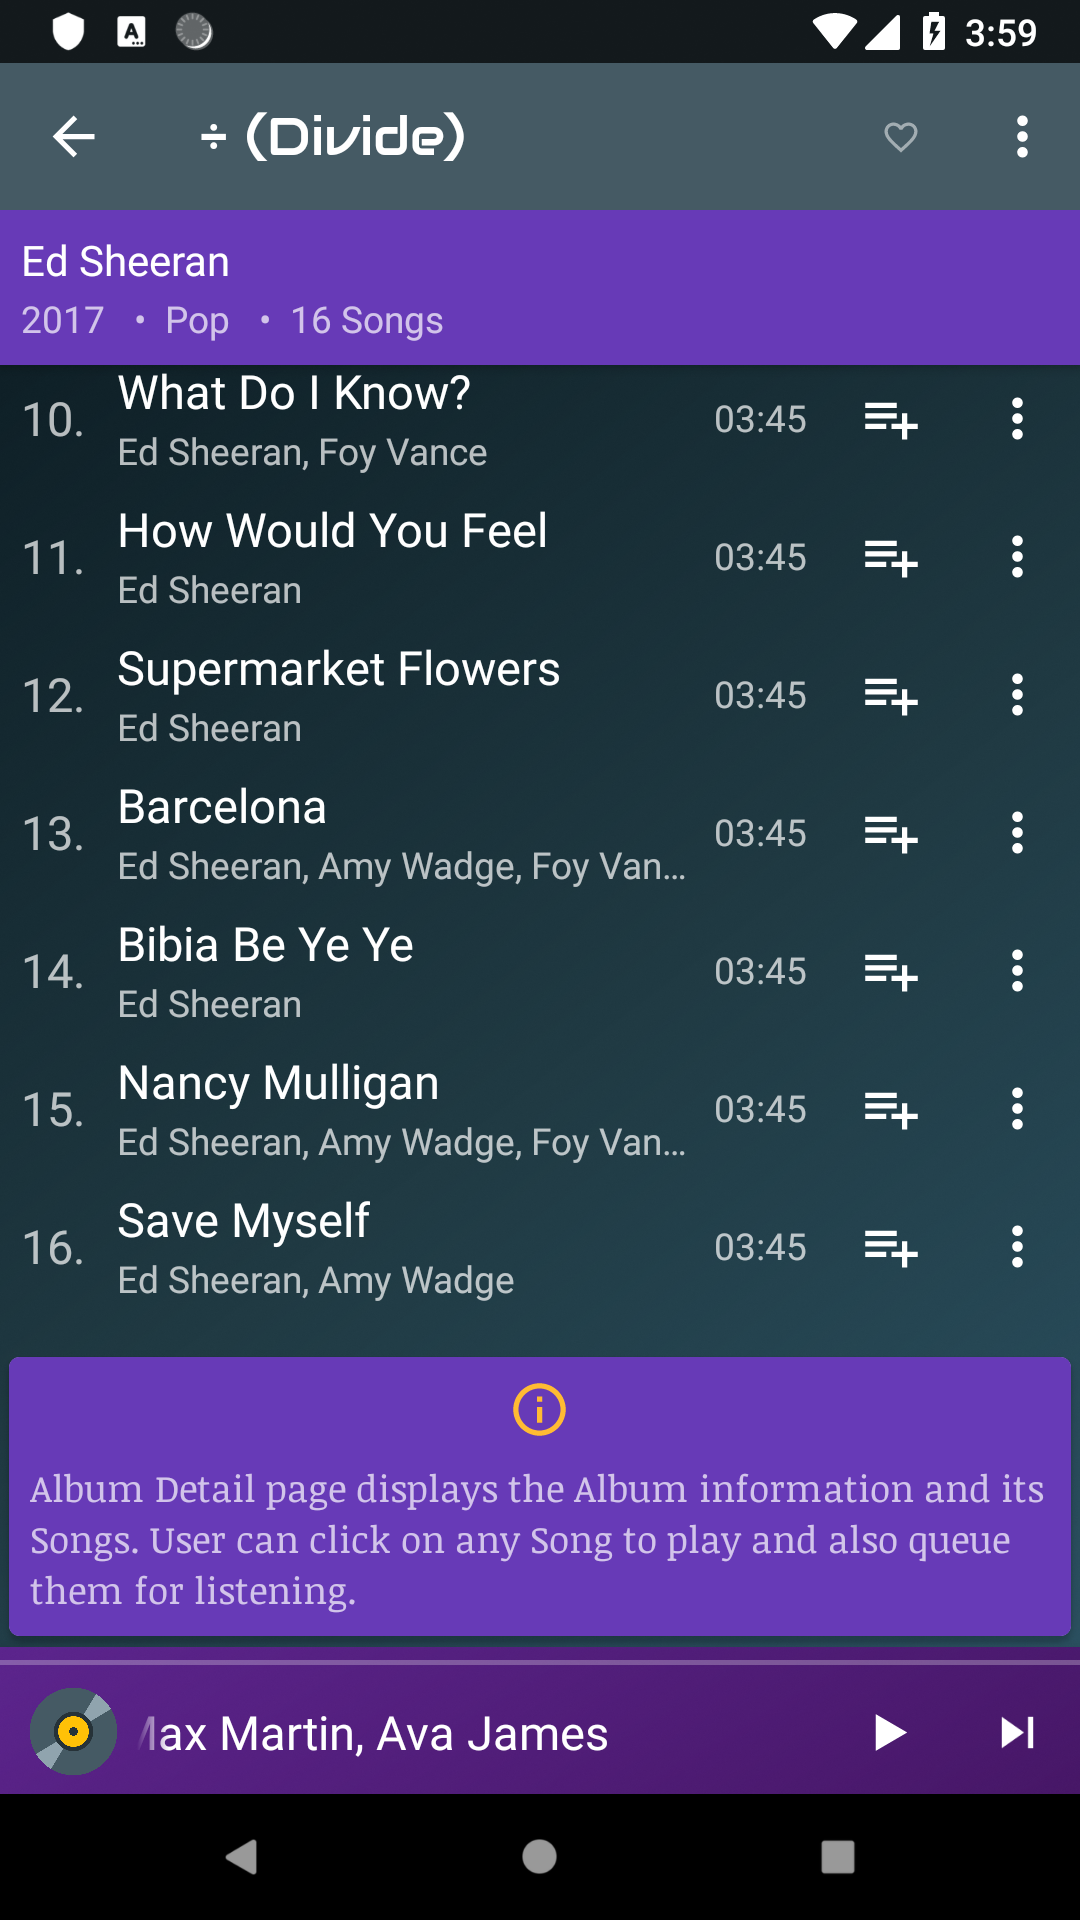 3:59
÷ (Divide)
Ed Sheeran
2017 • Pop • 16 Songs
10. What Do I Know? 03:45
Ed Sheeran, Foy Vance
11. How Would You Feel 03:45
Ed Sheeran
12. Supermarket Flowers 03:45
Ed Sheeran
13. Barcelona 03:45
Ed Sheeran, Amy Wadge, Foy Van...
14. Bibia Be Ye Ye 03:45
Ed Sheeran
15. Nancy Mulligan 03:45
Ed Sheeran, Amy Wadge, Foy Van...
16. Save Myself 03:45
Ed Sheeran, Amy Wadge
Album Detail page displays the Album information and its
Songs. User can click on any Song to play and also queue
them for listening.
Max Martin, Ava James